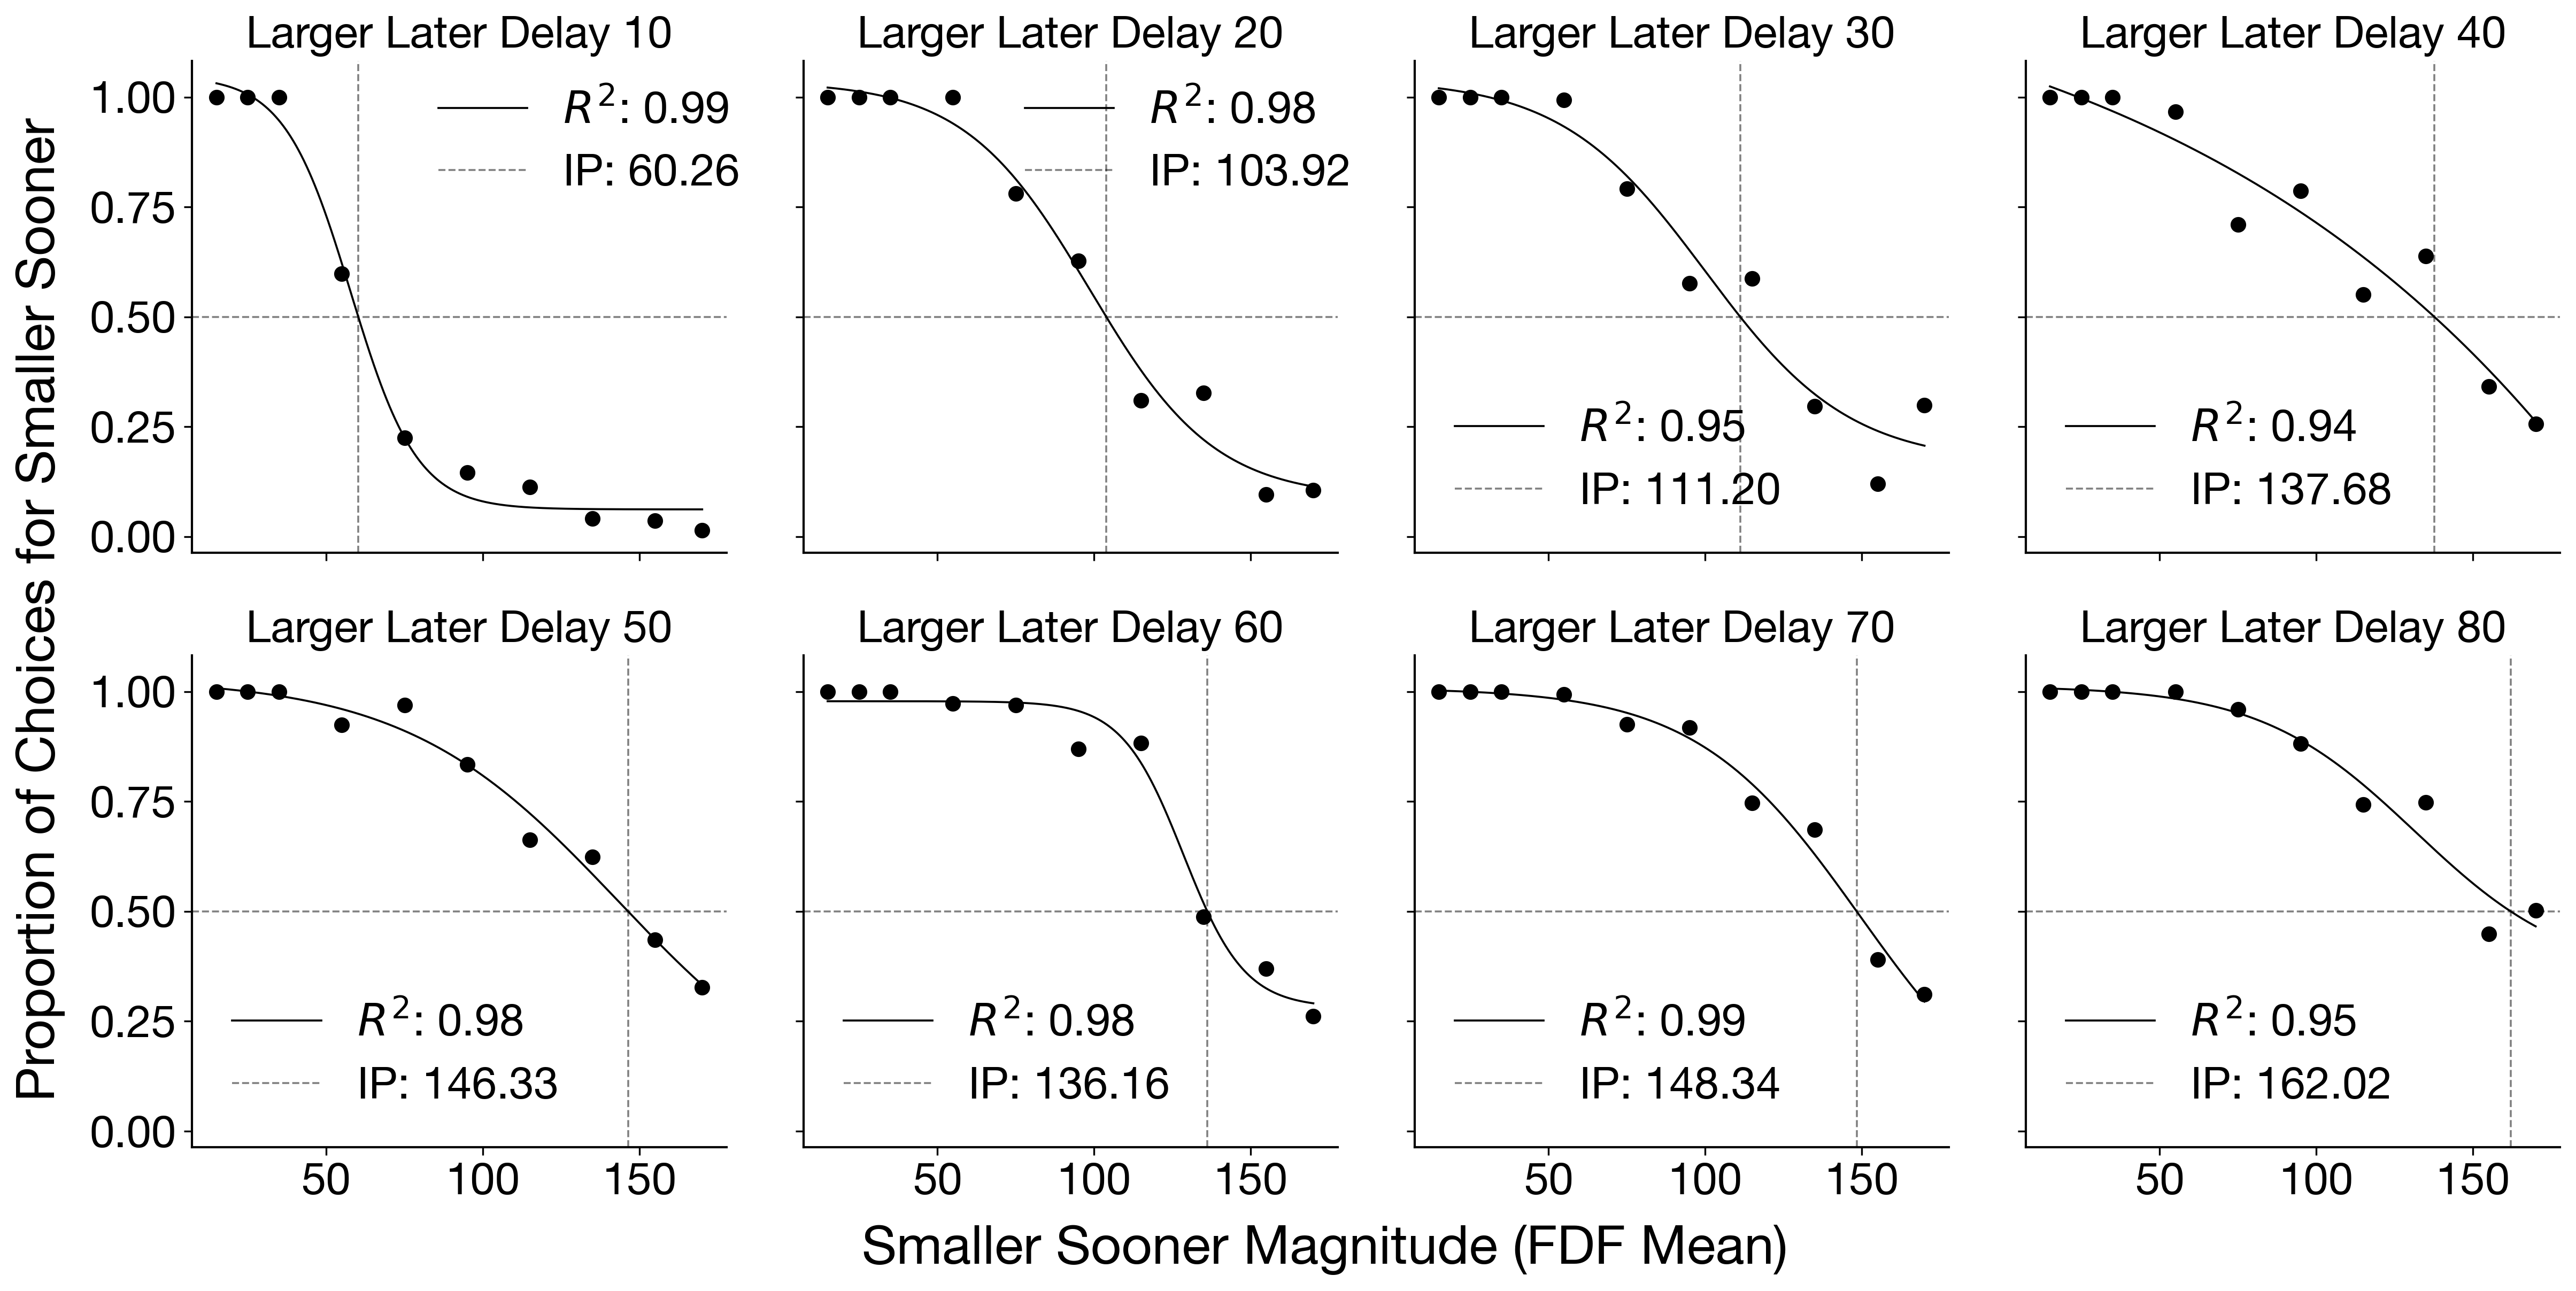 Proportion of Choices for Smaller Sooner
Larger Later Delay 10
1.00
0.75
0.50
0.25
0.00
R²: 0.99
IP: 60.26
Larger Later Delay 20
R²: 0.98
IP: 103.92
Larger Later Delay 30
R²: 0.95
IP: 111.20
Larger Later Delay 40
R²: 0.94
IP: 137.68
Larger Later Delay 50
1.00
0.75
0.50
0.25
0.00
R²: 0.98
IP: 146.33
50 100 150
Larger Later Delay 60
R²: 0.98
IP: 136.16
50 100 150
Larger Later Delay 70
R²: 0.99
IP: 148.34
50 100 150
Larger Later Delay 80
R²: 0.95
IP: 162.02
50 100 150
Smaller Sooner Magnitude (FDF Mean)